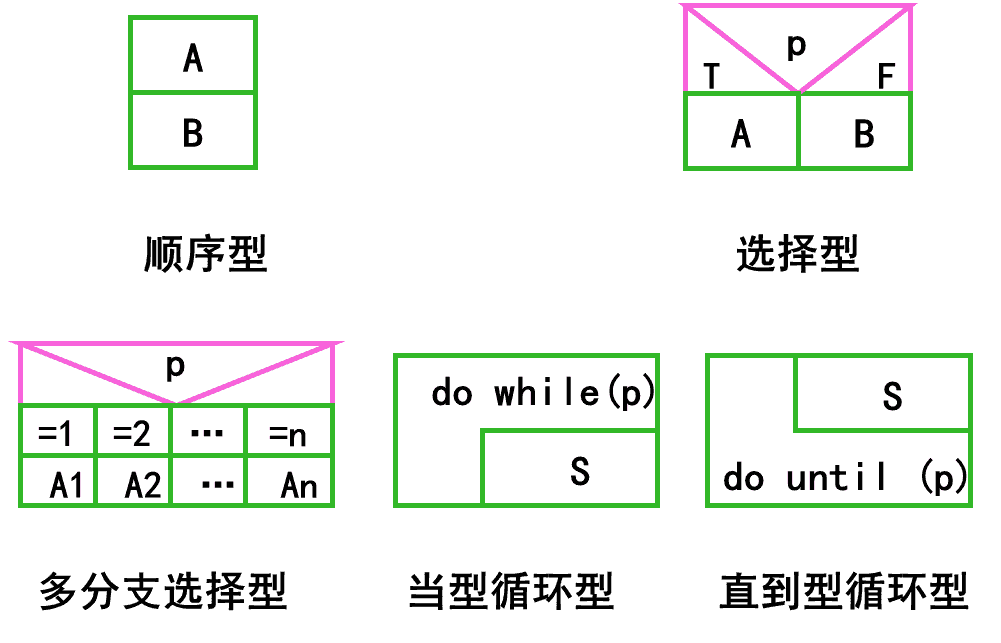 A
B
顺序型
p
T F
A B
选择型
p
=1 =2 ··· =n
A1 A2 ··· An
多分支选择型
do while(p)
S
当型循环型
S
do until (p)
直到型循环型